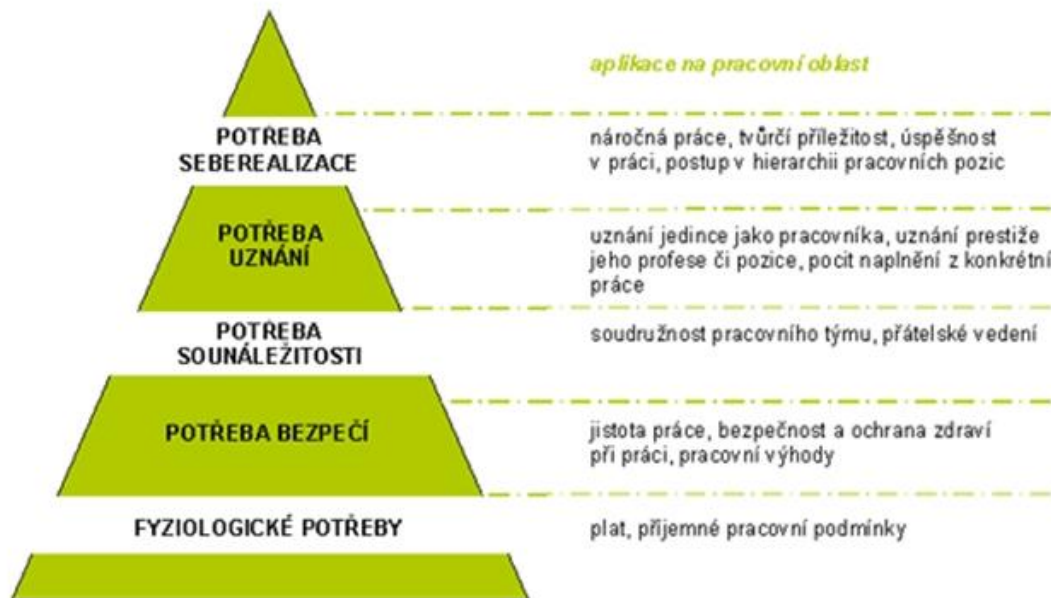 aplikace na pracovní oblast
POTŘEBA
SEBEREALIZACE
náročná práce, tvůrčí příležitost, úspěšnost
v práci, postup v hierarchii pracovních pozic
POTŘEBA
UZNÁNÍ
uznání jedince jako pracovníka, uznání prestiže
jeho profese či pozice, pocit naplnění z konkrétní
práce
POTŘEBA
SOUNÁLEŽITOSTI
soudružnost pracovního týmu, přátelské vedení
POTŘEBA BEZPEČÍ
jistota práce, bezpečnost a ochrana zdraví
při práci, pracovní výhody
FYZIOLOGICKÉ POTŘEBY
plat, příjemné pracovní podmínky